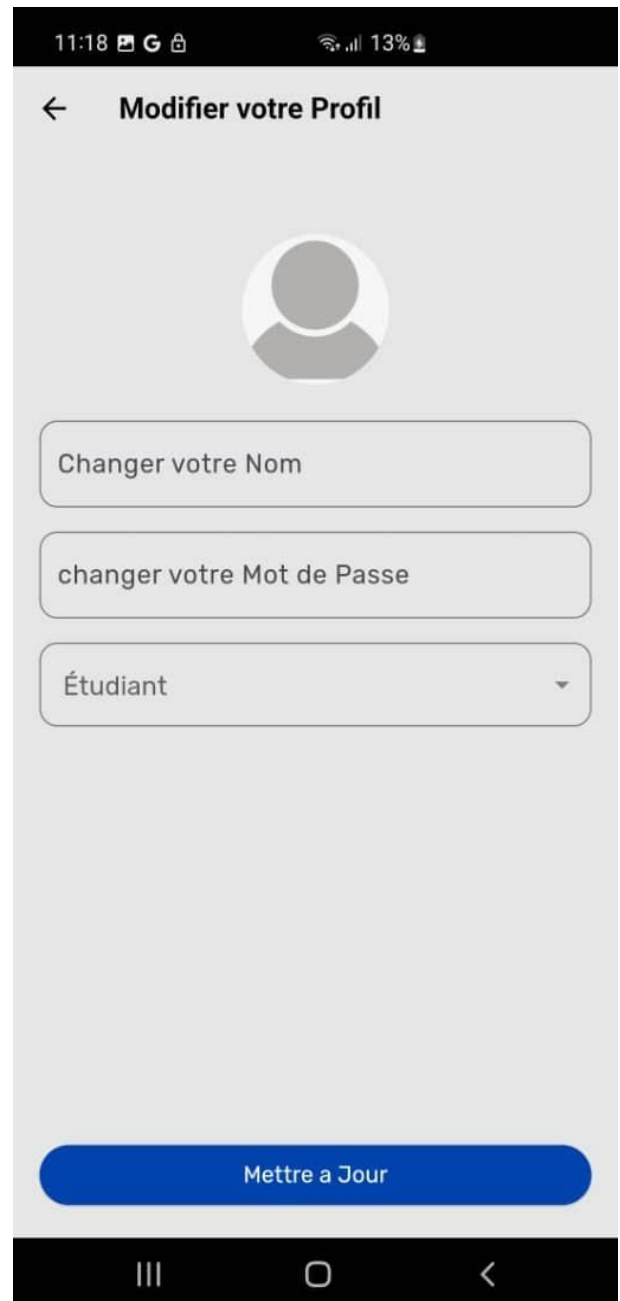 11:18 G 13%
Modifier votre Profil
Changer votre Nom
changer votre Mot de Passe
Étudiant
Mettre a Jour